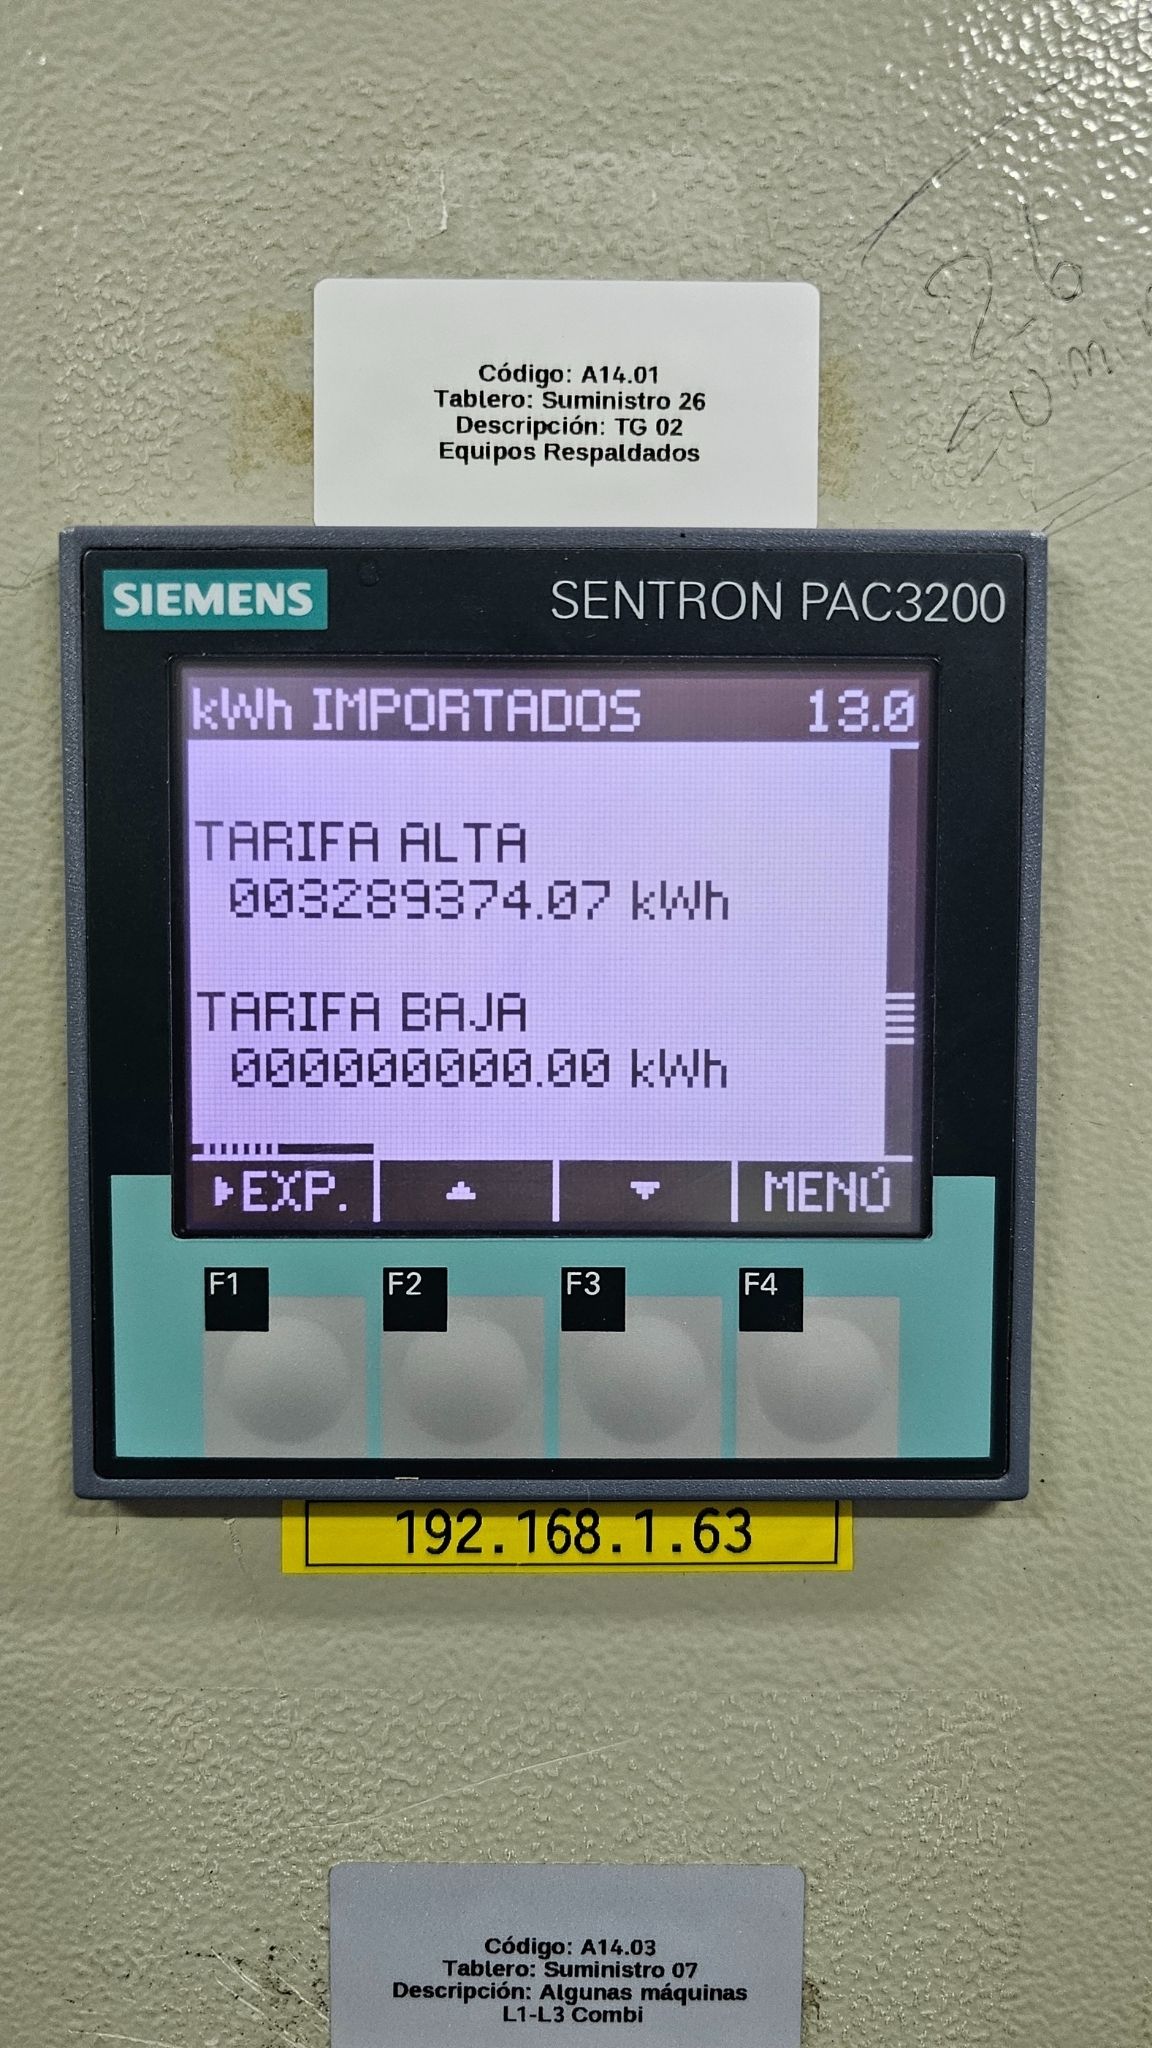 26
Código: A14.01
Tablero: Suministro 26
Descripción: TG 02
Equipos Respaldados
SIEMENS
SENTRON PAC3200
kWh IMPORTADOS 13.0
TARIFA ALTA
003289374.07 kWh
TARIFA BAJA
000000000.00 kWh
EXP. MENÚ
F1 F2 F3 F4
192.168.1.63
Código: A14.03
Tablero: Suministro 07
Descripción: Algunas máquinas
L1-L3 Combi